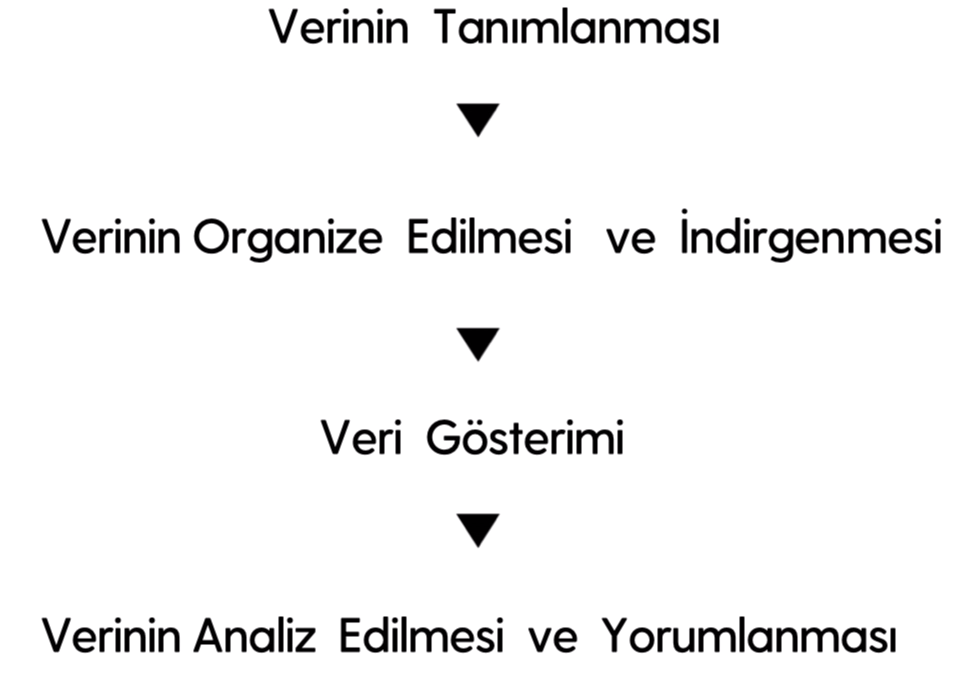 Verinin Tanımlanması
Verinin Organize Edilmesi ve İndirgenmesi
Veri Gösterimi
Verinin Analiz Edilmesi ve Yorumlanması